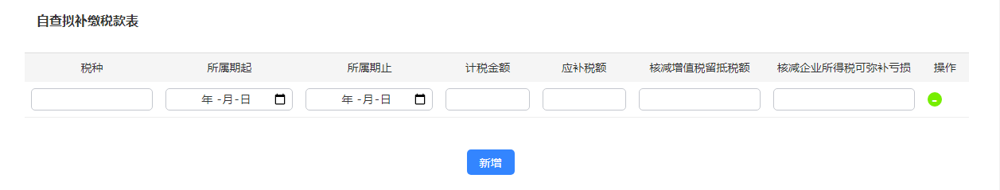 自查拟补缴税款表
税种 所属期起 所属期止 计税金额 应补税额 核减增值税留抵税额 核减企业所得税可弥补亏损 操作
年 -月-日 年 -月-日
新增